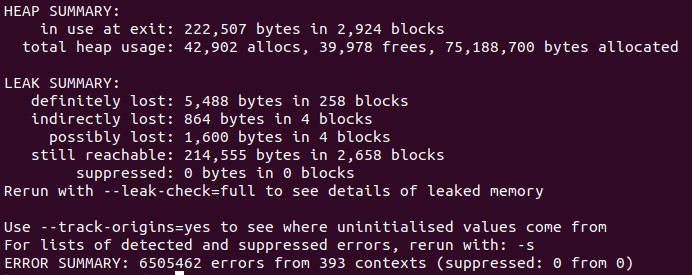 HEAP SUMMARY:
in use at exit: 222,507 bytes in 2,924 blocks
total heap usage: 42,902 allocs, 39,978 frees, 75,188,700 bytes allocated
LEAK SUMMARY:
definitely lost: 5,488 bytes in 258 blocks
indirectly lost: 864 bytes in 4 blocks
possibly lost: 1,600 bytes in 4 blocks
still reachable: 214,555 bytes in 2,658 blocks
suppressed: 0 bytes in 0 blocks
Rerun with --leak-check=full to see details of leaked memory
Use --track-origins=yes to see where uninitialised values come from
For lists of detected and suppressed errors, rerun with: -s
ERROR SUMMARY: 6505462 errors from 393 contexts (suppressed: 0 from 0)